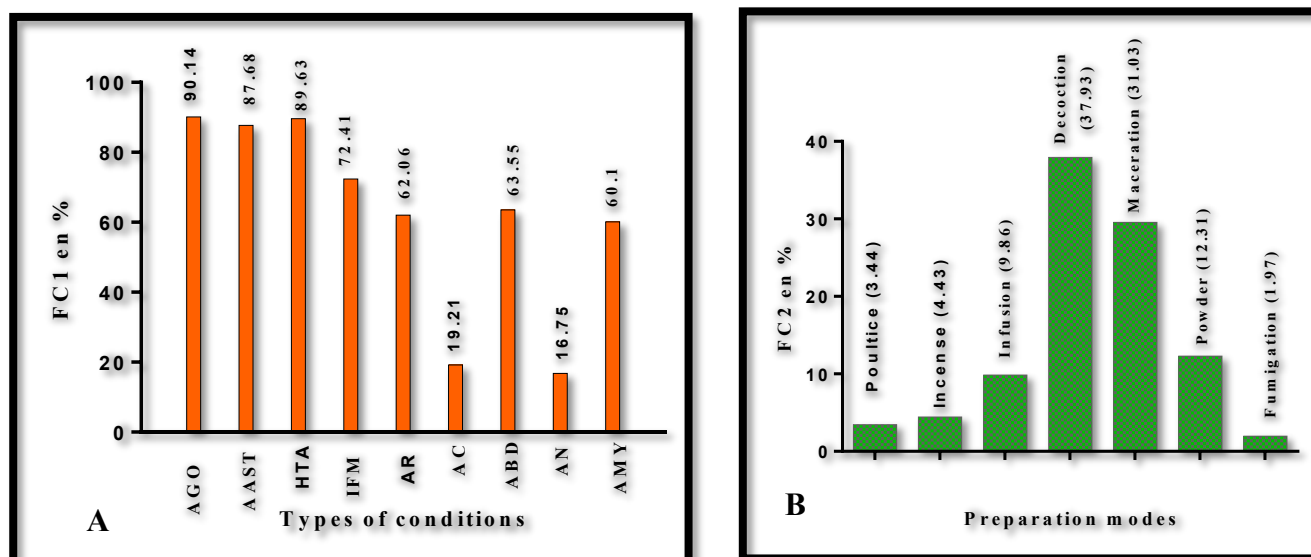 FC1 en %
100
80
60
40
20
0
90.14
87.68
89.63
72.41
62.06
19.21
63.55
16.75
60.1
AGO
AAST
HTA
IFM
AR
AC
ABD
AN
AMY
Types of conditions
A
FC2 en %
40
30
20
10
0
Poultice (3.44)
Incense (4.43)
Infusion (9.86)
Decoction
(37.93)
Maceration (31.03)
Powder (12.31)
Fumigation (1.97)
Preparation modes
B